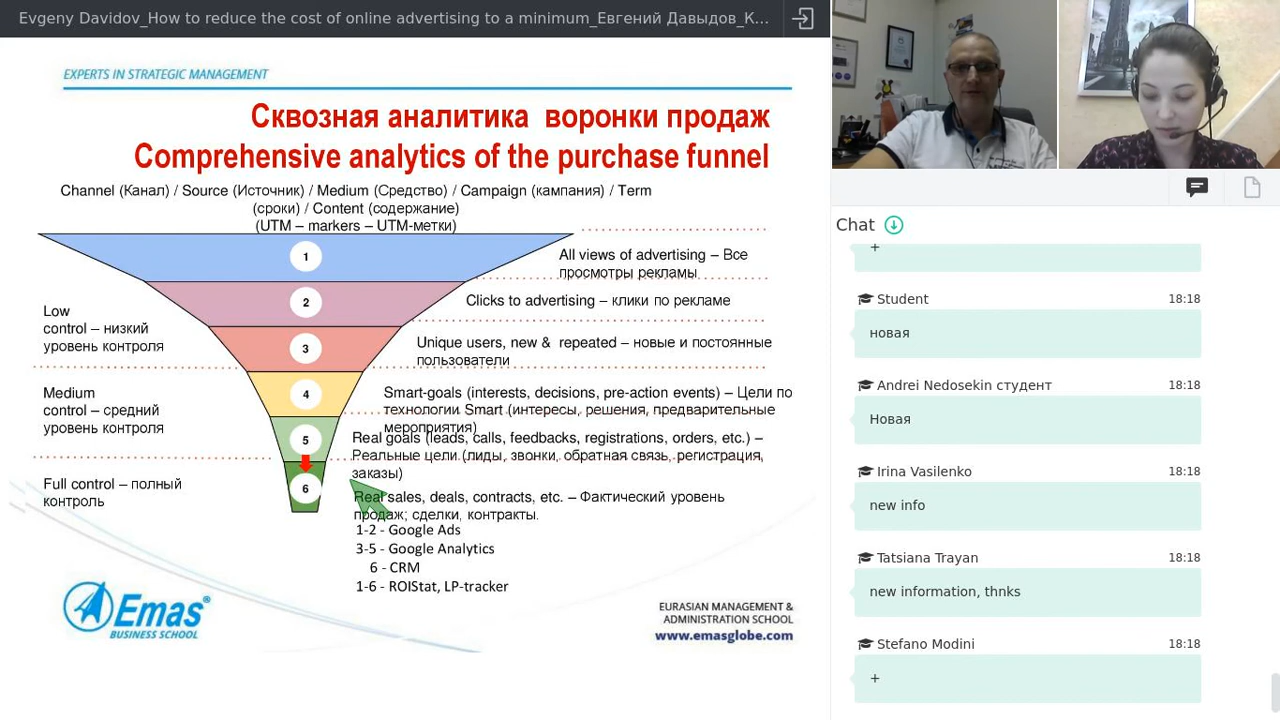 Evgeny Davidov_How to reduce the cost of online advertising to a minimum_Евгений Давыдов_К...
EXPERTS IN STRATEGIC MANAGEMENT
Сквозная аналитика воронки продаж
Comprehensive analytics of the purchase funnel
Channel (Канал) / Source (Источник) / Medium (Средство) / Campaign (кампания) / Term
(сроки) / Content (содержание)
(UTM – markers – UTM-метки)
1
All views of advertising – Все
просмотры рекламы
2
Clicks to advertising – клики по рекламе
Low
control – низкий
уровень контроля
3
Unique users, new & repeated – новые и постоянные
пользователи
Medium
control – средний
уровень контроля
4
Smart-goals (interests, decisions, pre-action events) – Цели по
технологии Smart (интересы, решения, предварительные
мероприятия)
5
Real goals (leads, calls, feedbacks, registrations, orders, etc.) –
Реальные цели (лиды, звонки, обратная связь, регистрация,
заказы)
Full control – полный
контроль
6
Real sales, deals, contracts, etc. – Фактический уровень
продаж; сделки, контракты.
1-2 - Google Ads
3-5 - Google Analytics
6 - CRM
1-6 - ROIStat, LP-tracker
Emas®
BUSINESS SCHOOL
EURASIAN MANAGEMENT &
ADMINISTRATION SCHOOL
www.emasglobe.com
Chat
+
Student 18:18
новая
Andrei Nedosekin студент 18:18
Новая
Irina Vasilenko 18:18
new info
Tatsiana Trayan 18:18
new information, thnks
Stefano Modini 18:18
+